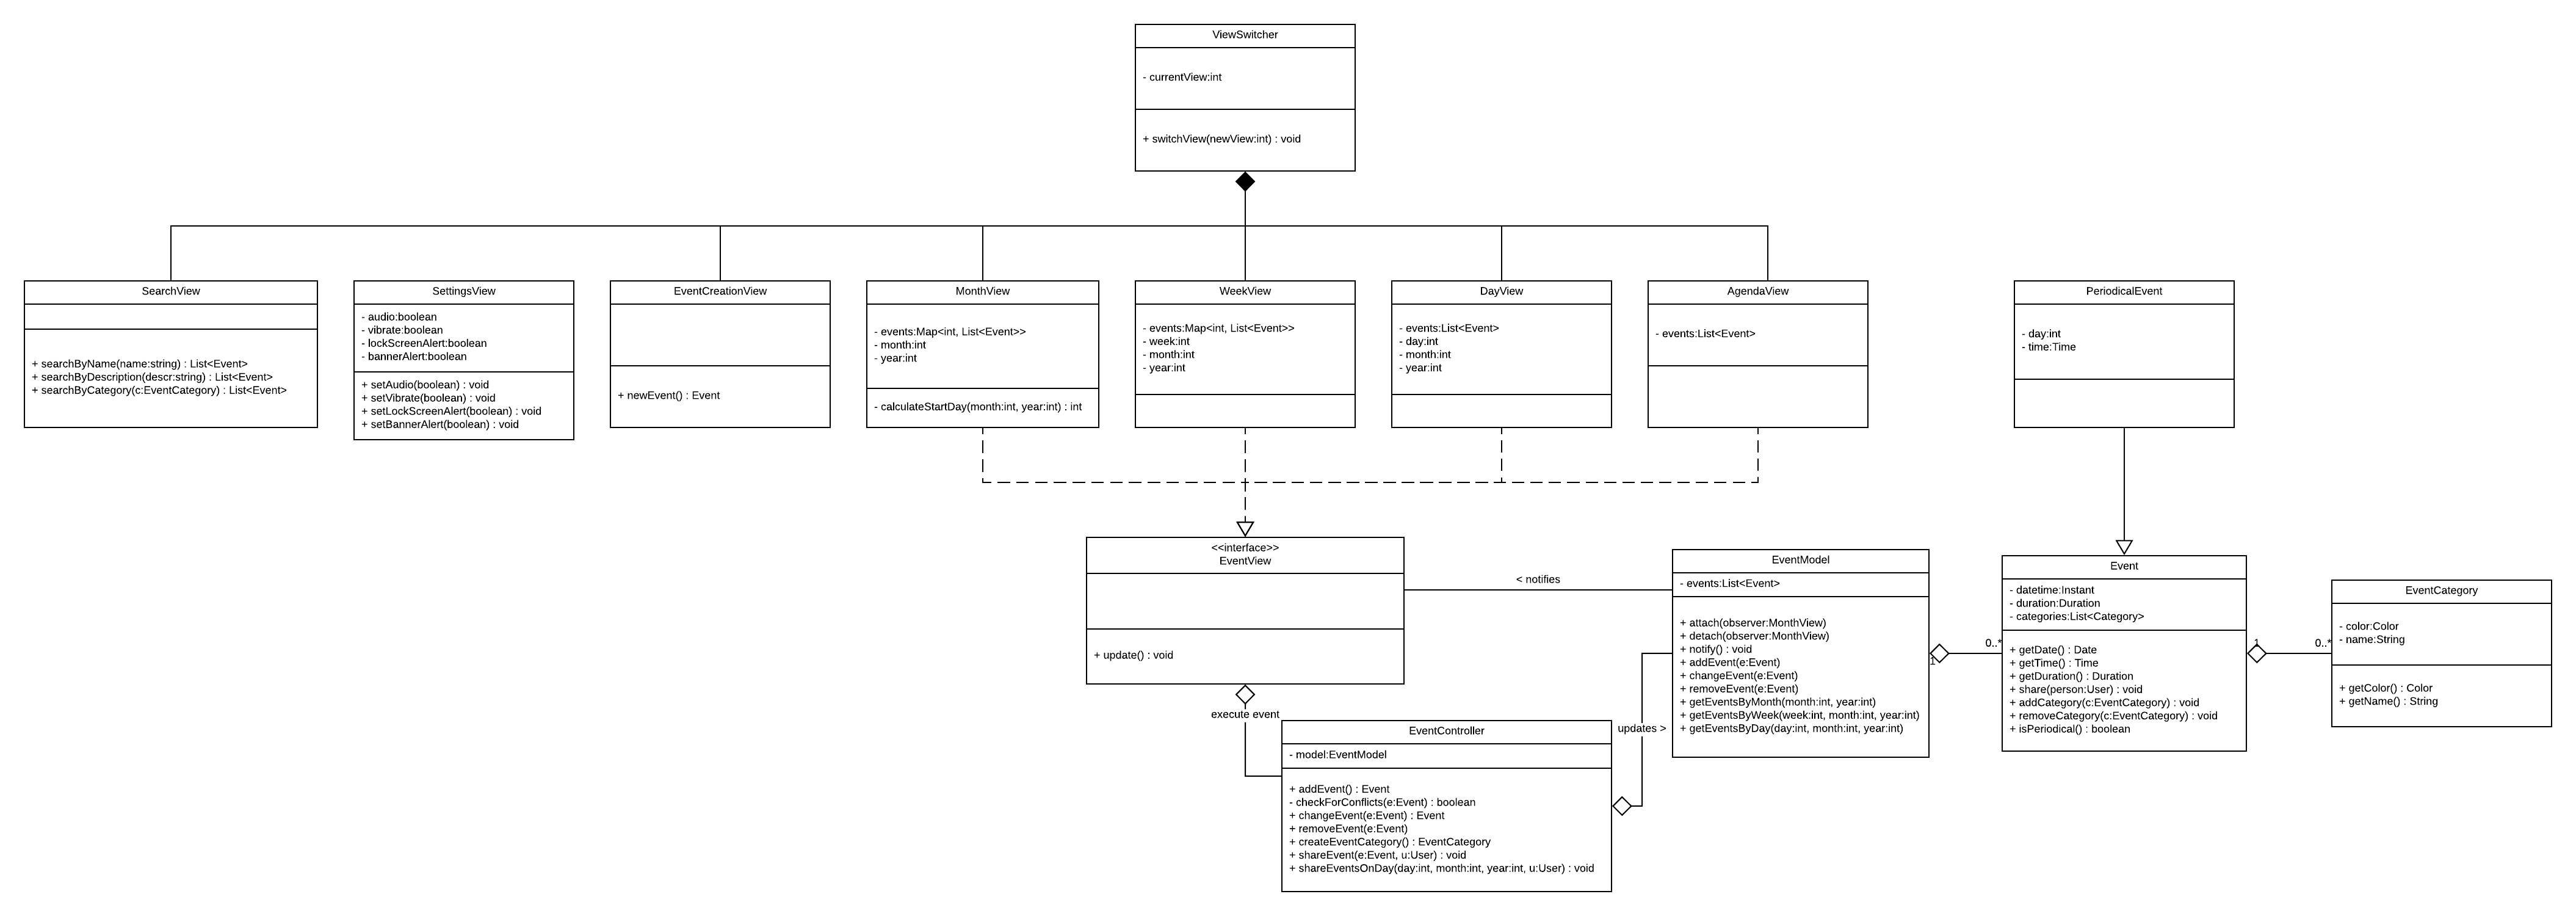 ViewSwitcher
- currentView:int
+ switchView(newView:int) : void
SearchView
+ searchByName(name:string) : List<Event>
+ searchByDescription(descr:string) : List<Event>
+ searchByCategory(c:EventCategory) : List<Event>
SettingsView
- audio:boolean
- vibrate:boolean
- lockScreenAlert:boolean
- bannerAlert:boolean
+ setAudio(boolean) : void
+ setVibrate(boolean) : void
+ setLockScreenAlert(boolean) : void
+ setBannerAlert(boolean) : void
EventCreationView
+ newEvent() : Event
MonthView
- events:Map<int, List<Event>>
- month:int
- year:int
- calculateStartDay(month:int, year:int) : int
WeekView
- events:Map<int, List<Event>>
- week:int
- month:int
- year:int
DayView
- events:List<Event>
- day:int
- month:int
- year:int
AgendaView
- events:List<Event>
PeriodicalEvent
- day:int
- time:Time
<<interface>>
EventView
+ update() : void
< notifies
execute event
EventController
- model:EventModel
+ addEvent() : Event
- checkForConflicts(e:Event) : boolean
+ changeEvent(e:Event) : Event
+ removeEvent(e:Event)
+ createEventCategory() : EventCategory
+ shareEvent(e:Event, u:User) : void
+ shareEventsOnDay(day:int, month:int, year:int, u:User) : void
updates >
EventModel
- events:List<Event>
+ attach(observer:MonthView)
+ detach(observer:MonthView)
+ notify() : void
+ addEvent(e:Event)
+ changeEvent(e:Event)
+ removeEvent(e:Event)
+ getEventsByMonth(month:int, year:int)
+ getEventsByWeek(week:int, month:int, year:int)
+ getEventsByDay(day:int, month:int, year:int)
1
0..*
Event
- datetime:Instant
- duration:Duration
- categories:List<Category>
+ getDate() : Date
+ getTime() : Time
+ getDuration() : Duration
+ share(person:User) : void
+ addCategory(c:EventCategory) : void
+ removeCategory(c:EventCategory) : void
+ isPeriodical() : boolean
1
0..*
EventCategory
- color:Color
- name:String
+ getColor() : Color
+ getName() : String